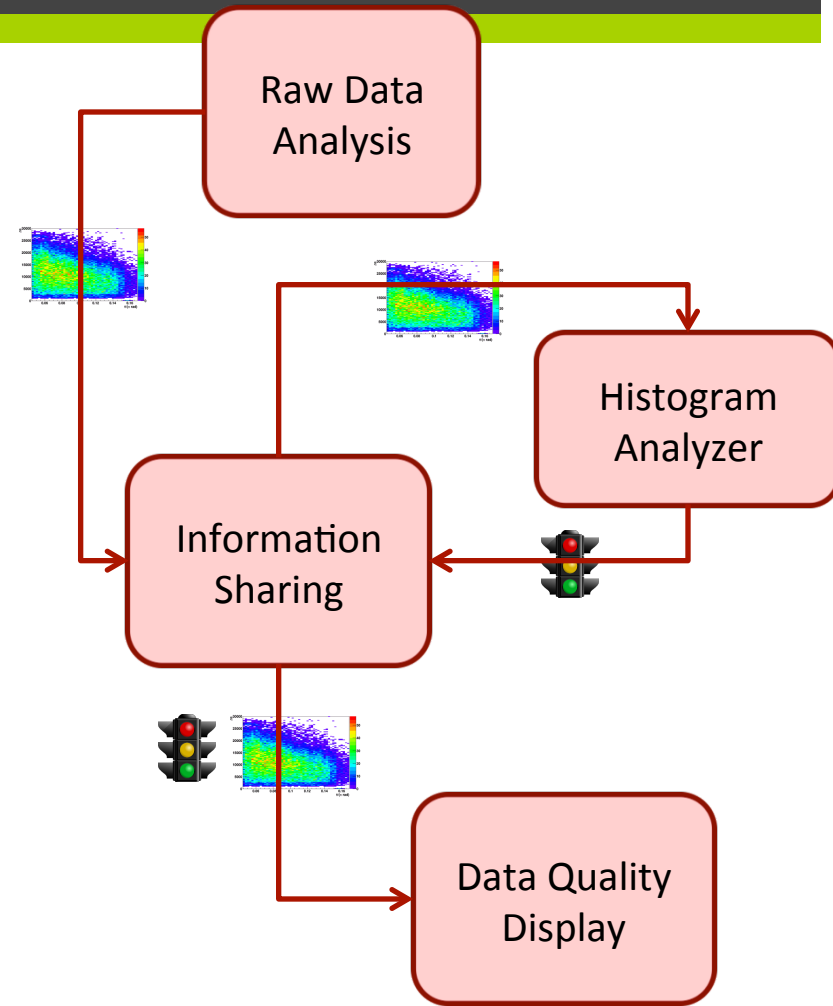 Raw Data
Analysis
Histogram
Analyzer
Information
Sharing
Data Quality
Display